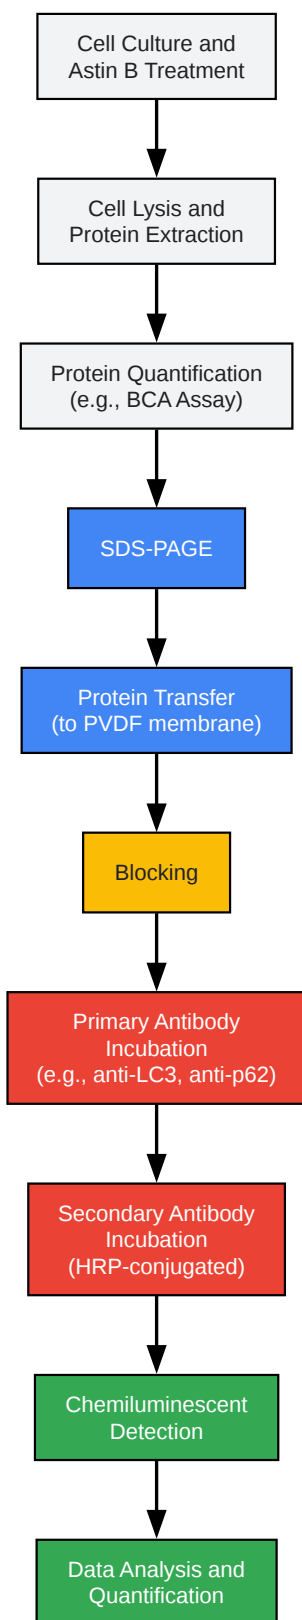 Cell Culture and
Astin B Treatment
Cell Lysis and
Protein Extraction
Protein Quantification
(e.g., BCA Assay)
SDS-PAGE
Protein Transfer
(to PVDF membrane)
Blocking
Primary Antibody
Incubation
(e.g., anti-LC3, anti-p62)
Secondary Antibody
Incubation
(HRP-conjugated)
Chemiluminescent
Detection
Data Analysis and
Quantification